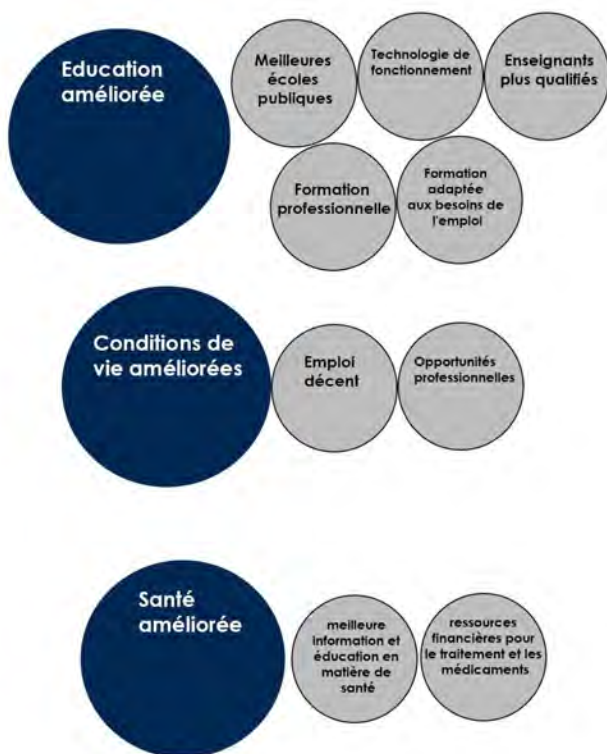 Education
améliorée
Meilleures
écoles
publiques
Technologie de
fonctionnement
Enseignants
plus qualifiés
Formation
professionnelle
Formation
adaptée
aux besoins de
l'emploi
Conditions de
vie améliorées
Emploi
décent
Opportunités
professionnelles
Santé
améliorée
meilleure
information et
éducation en
matière de
santé
ressources
financières pour
le traitement et les
médicaments